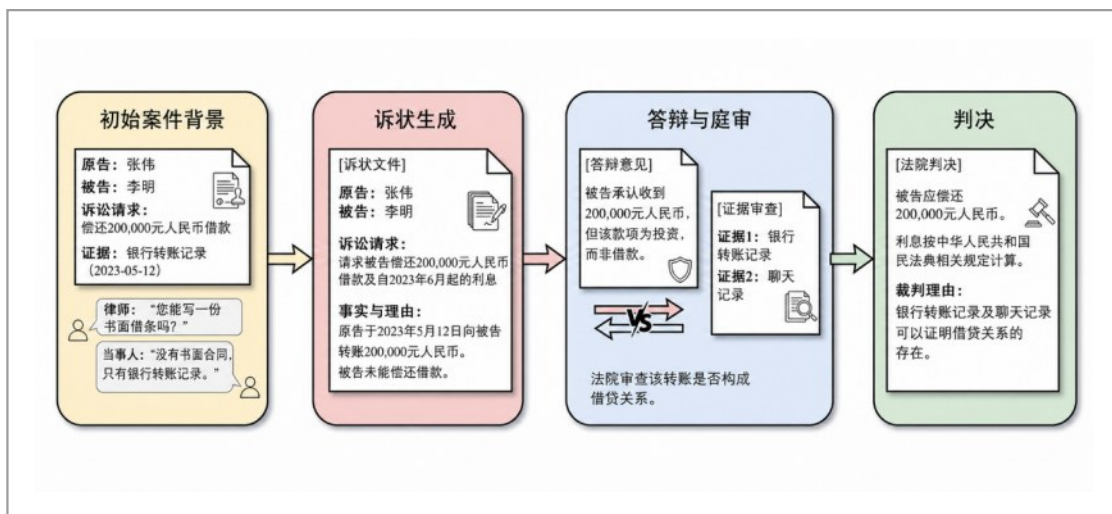 初始案件背景
原告：张伟
被告：李明
诉讼请求：
偿还200,000元人民币借款
证据：银行转账记录
（2023-05-12）
律师：“您能写一份
书面借条吗？”
当事人：“没有书面合同，
只有银行转账记录。”
诉状生成
[诉状文件]
原告：张伟
被告：李明
诉讼请求：
请求被告偿还200,000元人民币
借款及自2023年6月起的利息
事实与理由：
原告于2023年5月12日向被告
转账200,000元人民币。
被告未能偿还借款。
答辩与庭审
[答辩意见]
被告承认收到
200,000元人民币，
但该款项为投资，
而非借款。
VS
[证据审查]
证据1：银行
转账记录
证据2：聊天
记录
法院审查该转账是否构成
借贷关系。
判决
[法院判决]
被告应偿还
200,000元人民币。
利息按中华人民共和国
民法典相关规定计算。
裁判理由：
银行转账记录及聊天记录
可以证明借贷关系的
存在。